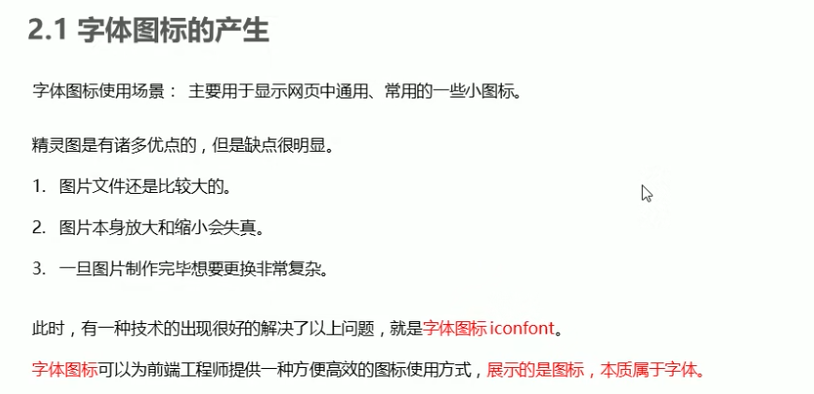 2.1 字体图标的产生
字体图标使用场景： 主要用于显示网页中通用、常用的一些小图标。
精灵图是有诸多优点的，但是缺点很明显。
1. 图片文件还是比较大的。
2. 图片本身放大和缩小会失真。
3. 一旦图片制作完毕想要更换非常复杂。
此时，有一种技术的出现很好的解决了以上问题，就是字体图标 iconfont。
字体图标可以为前端工程师提供一种方便高效的图标使用方式，展示的是图标，本质属于字体。